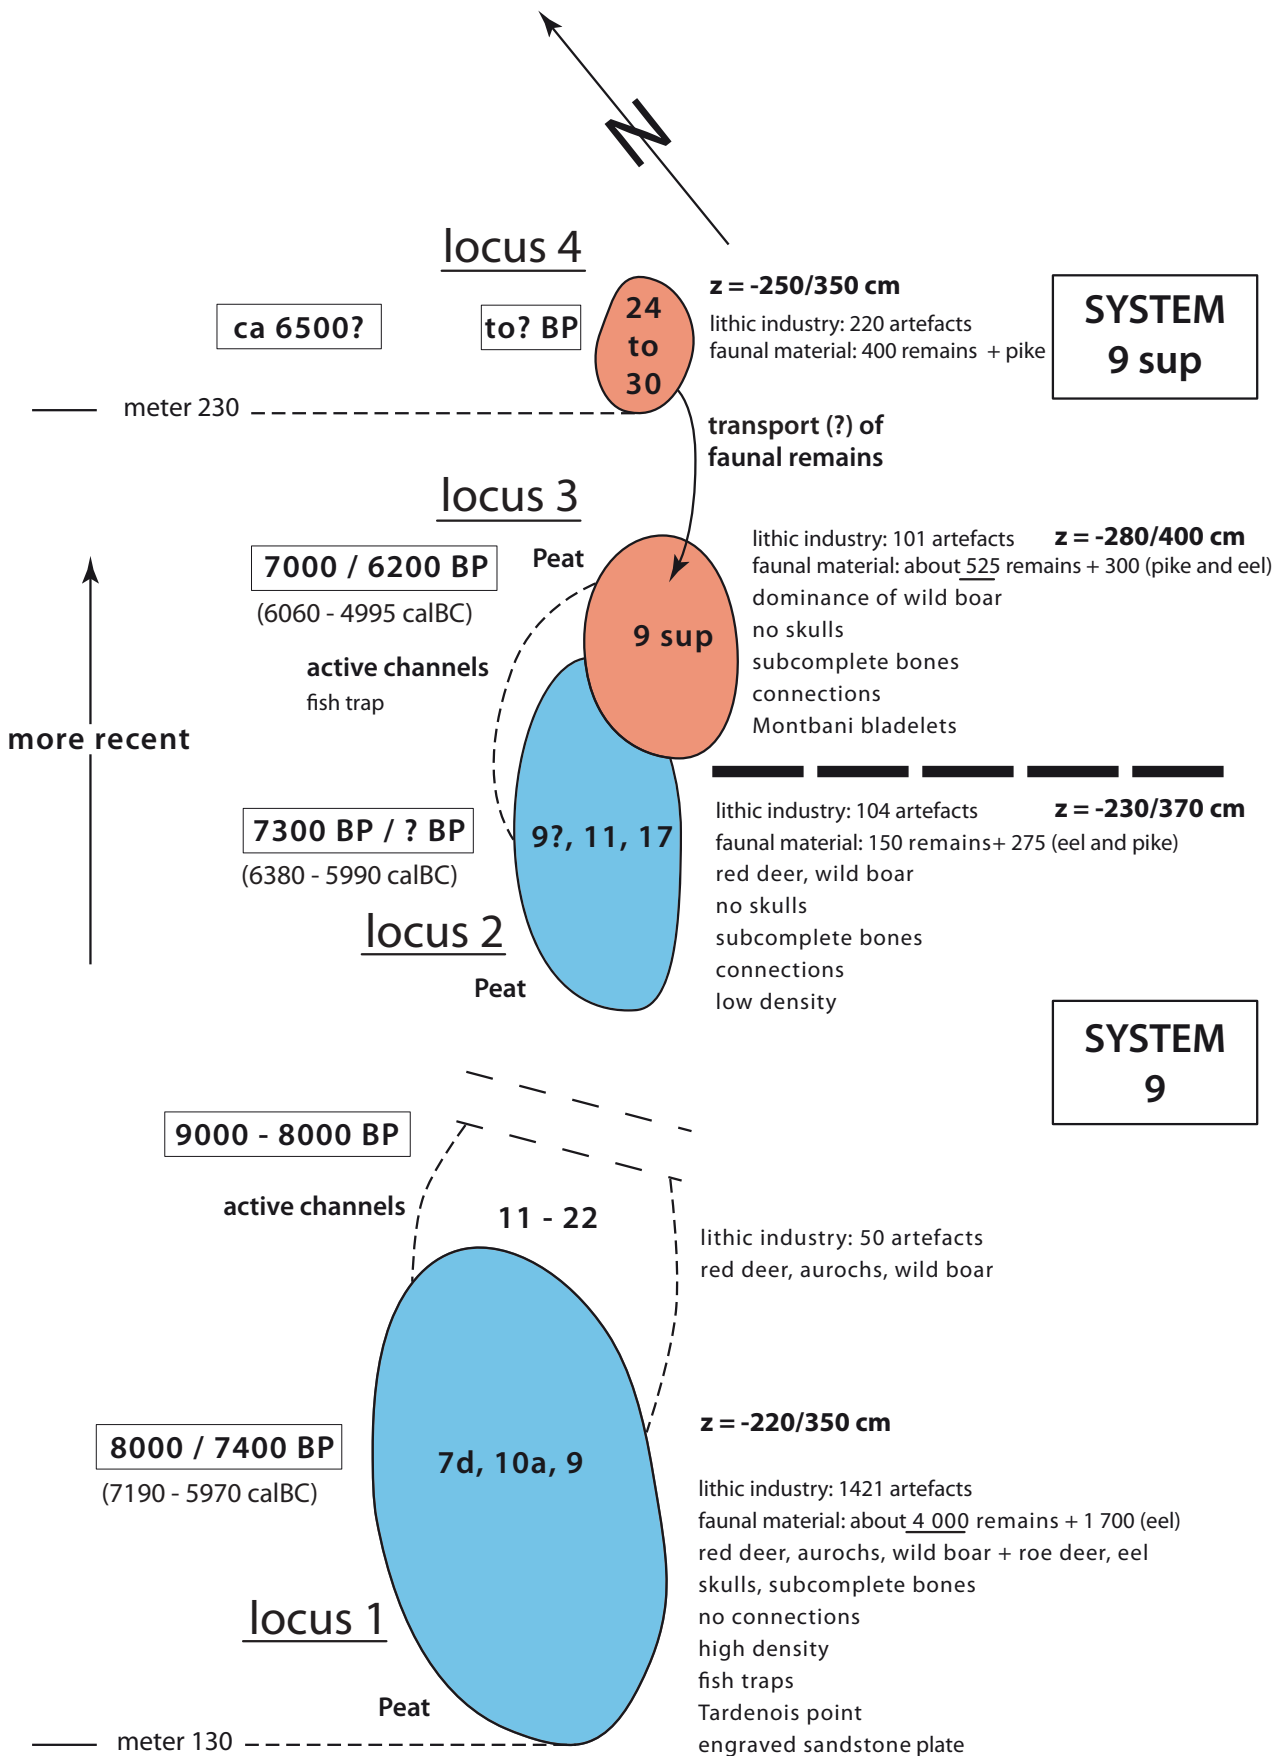 N
locus 4
z = -250/350 cm
SYSTEM
9 sup
ca 6500?
to? BP
24
to
30
lithic industry: 220 artefacts
faunal material: 400 remains + pike
meter 230
transport (?) of
faunal remains
locus 3
lithic industry: 101 artefacts
z = -280/400 cm
7000 / 6200 BP
Peat
faunal material: about 525 remains + 300 (pike and eel)
(6060 - 4995 calBC)
dominance of wild boar
9 sup
no skulls
active channels
subcomplete bones
fish trap
connections
more recent
Montbani bladelets
lithic industry: 104 artefacts
z = -230/370 cm
7300 BP / ? BP
9?, 11, 17
faunal material: 150 remains+ 275 (eel and pike)
(6380 - 5990 calBC)
red deer, wild boar
no skulls
locus 2
subcomplete bones
connections
Peat
low density
SYSTEM
9
9000 - 8000 BP
active channels
11 - 22
lithic industry: 50 artefacts
red deer, aurochs, wild boar
z = -220/350 cm
8000 / 7400 BP
7d, 10a, 9
(7190 - 5970 calBC)
lithic industry: 1421 artefacts
faunal material: about 4 000 remains + 1 700 (eel)
red deer, aurochs, wild boar + roe deer, eel
skulls, subcomplete bones
locus 1
no connections
high density
fish traps
Peat
Tardenois point
meter 130
engraved sandstone plate